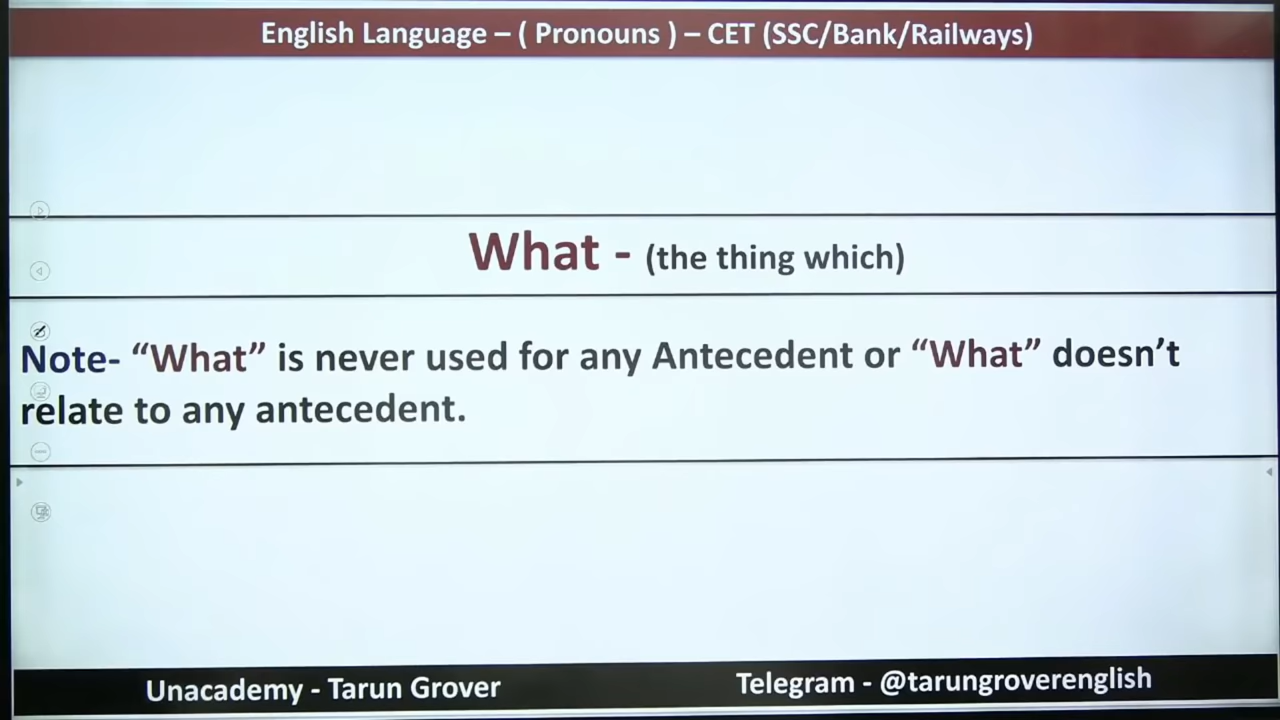 English Language – ( Pronouns ) – CET (SSC/Bank/Railways)
What - (the thing which)
Note- “What” is never used for any Antecedent or “What” doesn’t
relate to any antecedent.
Unacademy - Tarun Grover
Telegram - @tarungroverenglish